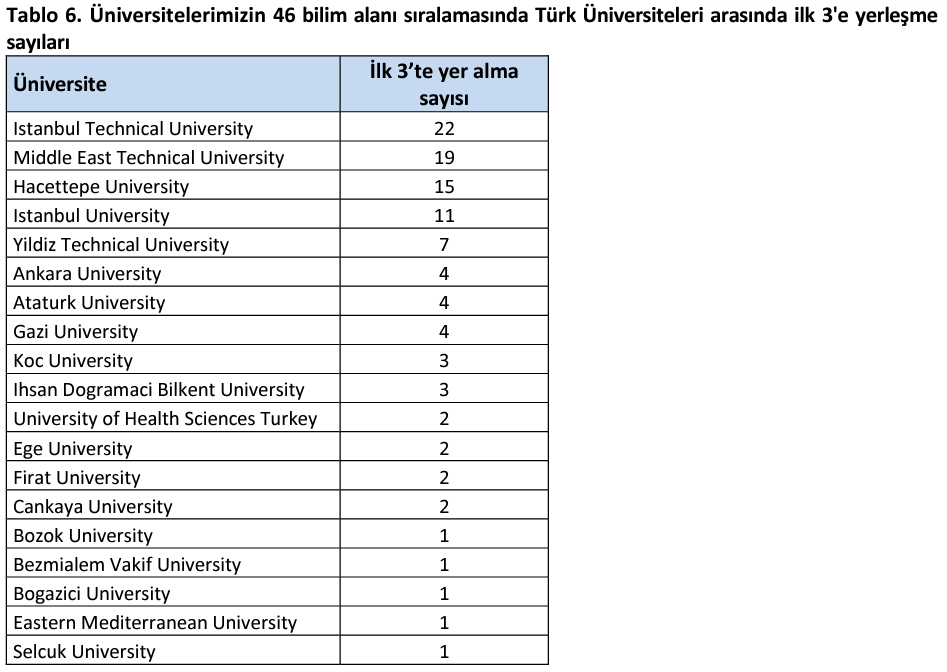 Tablo 6. Üniversitelerimizin 46 bilim alanı sıralamasında Türk Üniversiteleri arasında ilk 3'e yerleşme
sayıları
Üniversite
İlk 3’te yer alma
sayısı
Istanbul Technical University 22
Middle East Technical University 19
Hacettepe University 15
Istanbul University 11
Yildiz Technical University 7
Ankara University 4
Ataturk University 4
Gazi University 4
Koc University 3
Ihsan Dogramaci Bilkent University 3
University of Health Sciences Turkey 2
Ege University 2
Firat University 2
Cankaya University 2
Bozok University 1
Bezmialem Vakif University 1
Bogazici University 1
Eastern Mediterranean University 1
Selcuk University 1